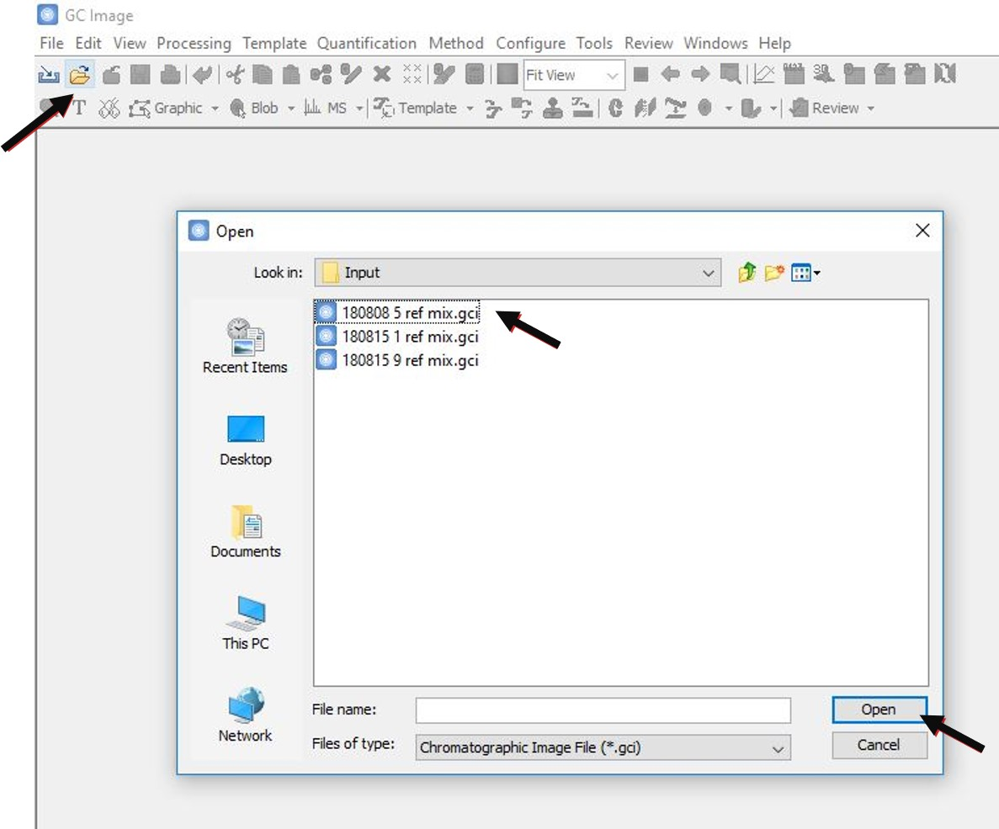 GC Image
File Edit View Processing Template Quantification Method Configure Tools Review Windows Help
Fit View
T Graphic Blob MS Template Review
Open
Look in: Input
180808 5 ref mix.gci
180815 1 ref mix.gci
180815 9 ref mix.gci
Recent Items
Desktop
Documents
This PC
Network
File name: Open
Files of type: Chromatographic Image File (*.gci) Cancel